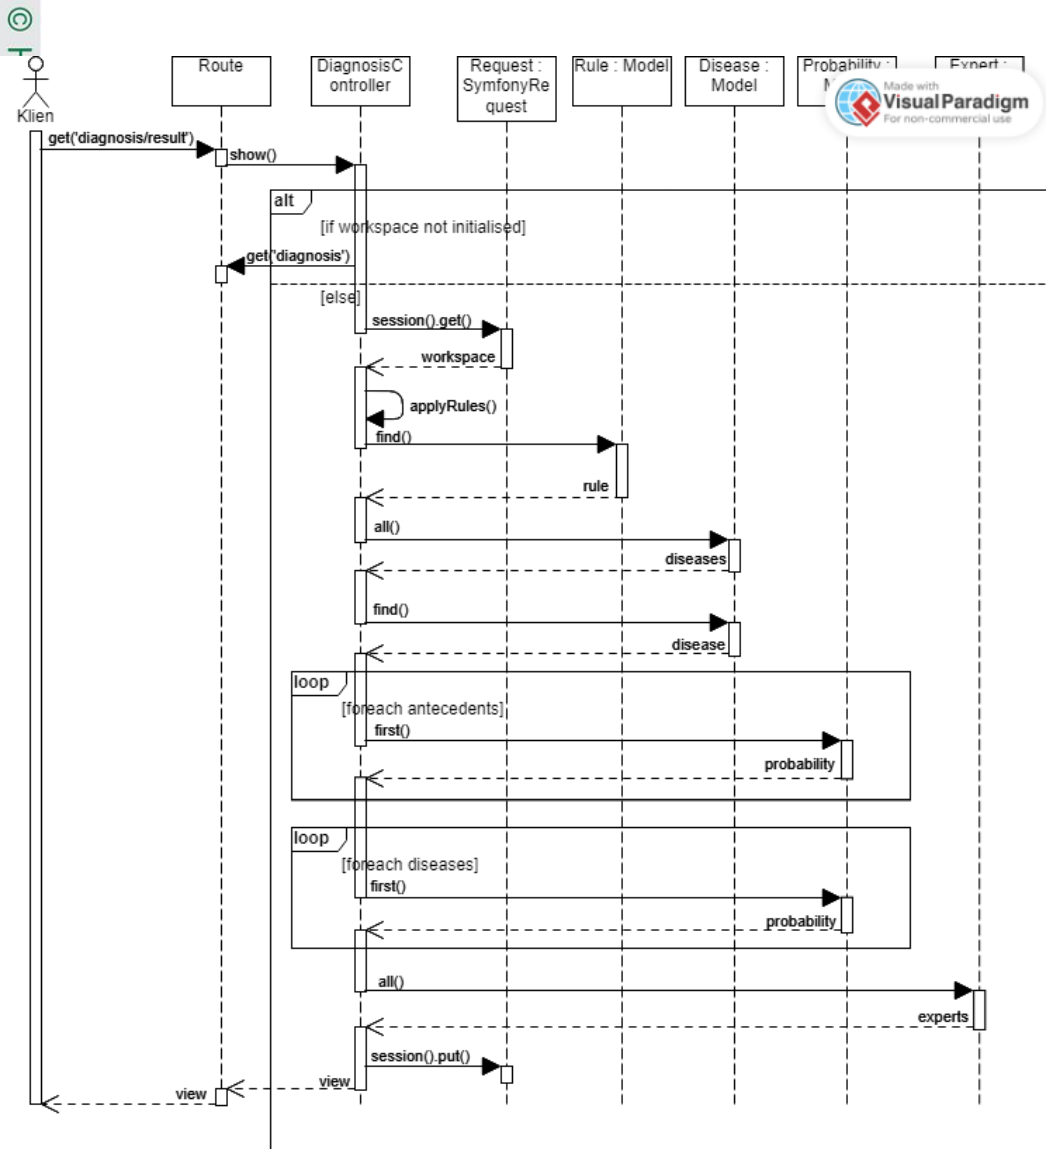 ©
Klien
Route
DiagnosisC
ontroller
Request :
SymfonyRe
quest
Rule : Model
Disease :
Model
Probability :
Expert :
Made with
Visual Paradigm
For non-commercial use
get('diagnosis/result')
show()
alt
[if workspace not initialised]
get('diagnosis')
[else]
session().get()
workspace
applyRules()
find()
rule
all()
diseases
find()
disease
loop
[foreach antecedents]
first()
probability
loop
[foreach diseases]
first()
probability
all()
experts
session().put()
view
view